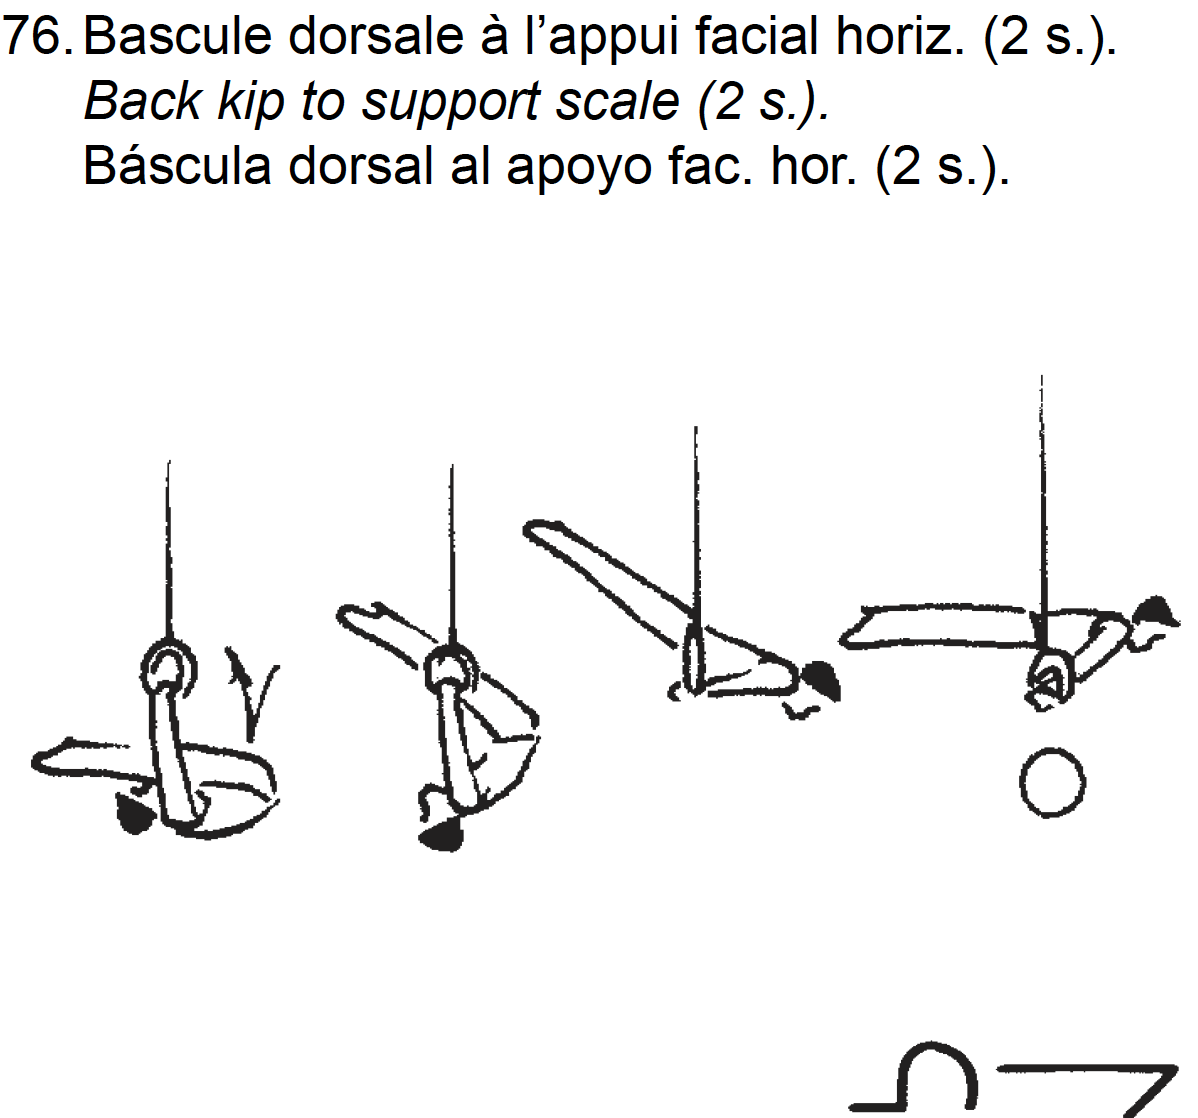 76. Bascule dorsale à l’appui facial horiz. (2 s.).
Back kip to support scale (2 s.).
Báscula dorsal al apoyo fac. hor. (2 s.).